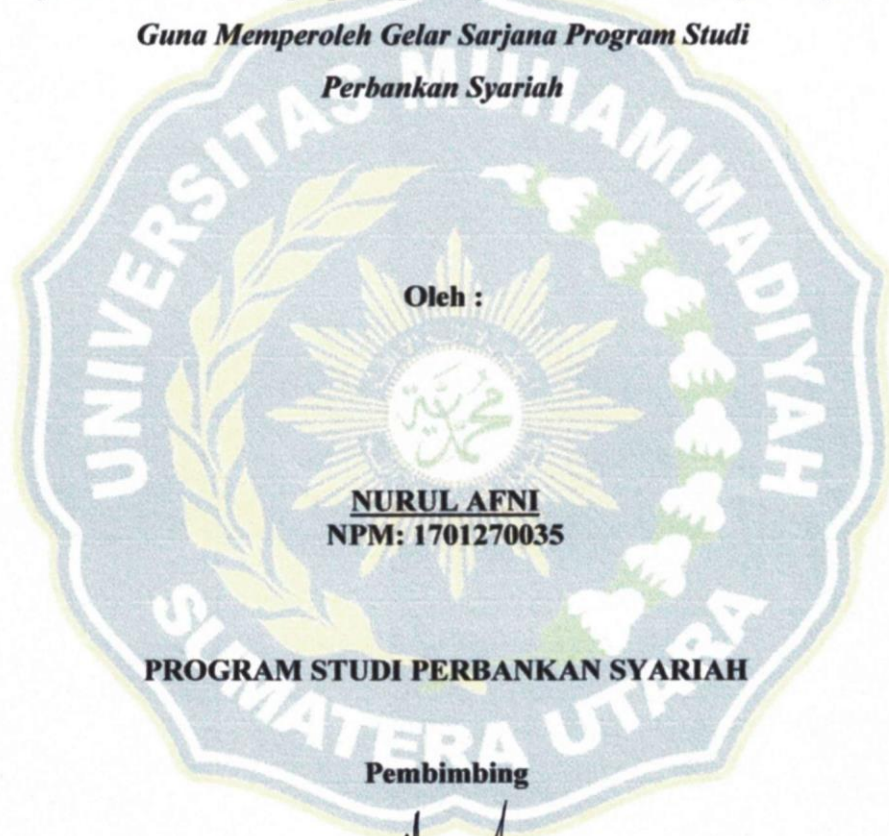 Guna Memperoleh Gelar Sarjana Program Studi
Perbankan Syariah
UNIVERSITAS MUHAMMADIYAH
Oleh :
محمدية
NURUL AFNI
NPM: 1701270035
PROGRAM STUDI PERBANKAN SYARIAH
SUMATERA UTARA
Pembimbing